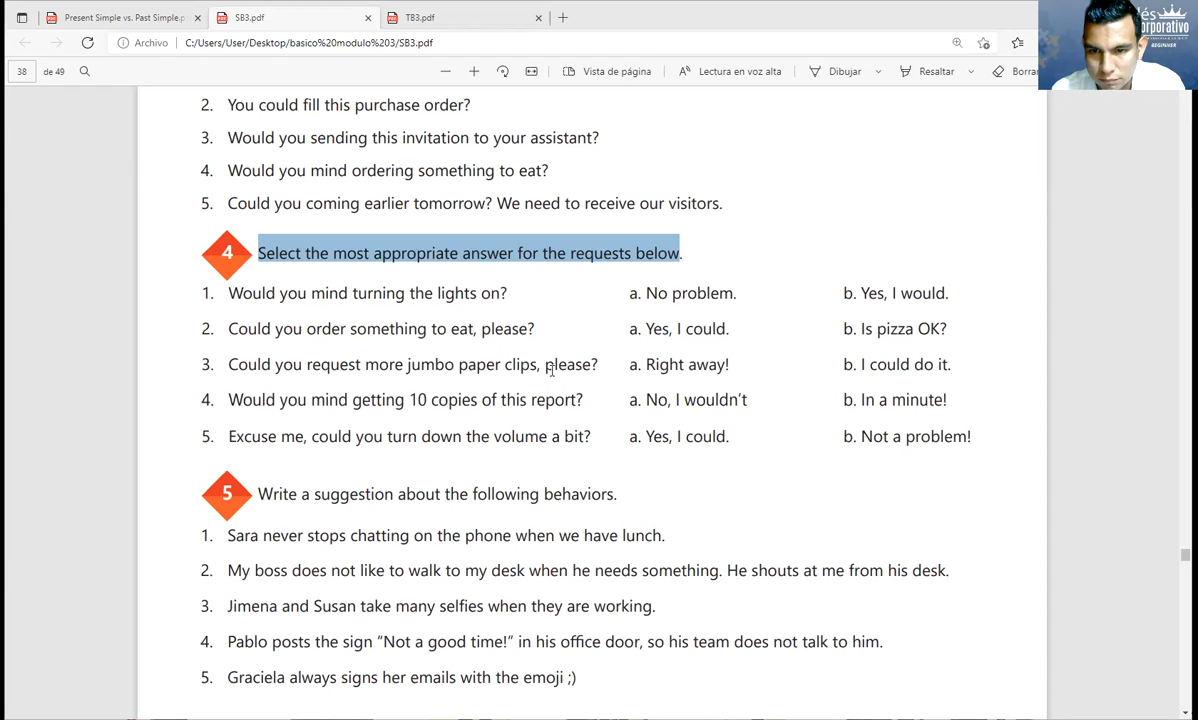 Present Simple vs. Past Simple.p
SB3.pdf
TB3.pdf
Archivo
C:/Users/User/Desktop/basico%20modulo%203/SB3.pdf
38
de 49
Vista de página
Lectura en voz alta
Dibujar
Resaltar
Borrar
BEGINNER
2. You could fill this purchase order?
3. Would you sending this invitation to your assistant?
4. Would you mind ordering something to eat?
5. Could you coming earlier tomorrow? We need to receive our visitors.
4 Select the most appropriate answer for the requests below.
1. Would you mind turning the lights on? a. No problem. b. Yes, I would.
2. Could you order something to eat, please? a. Yes, I could. b. Is pizza OK?
3. Could you request more jumbo paper clips, please? a. Right away! b. I could do it.
4. Would you mind getting 10 copies of this report? a. No, I wouldn't b. In a minute!
5. Excuse me, could you turn down the volume a bit? a. Yes, I could. b. Not a problem!
5 Write a suggestion about the following behaviors.
1. Sara never stops chatting on the phone when we have lunch.
2. My boss does not like to walk to my desk when he needs something. He shouts at me from his desk.
3. Jimena and Susan take many selfies when they are working.
4. Pablo posts the sign “Not a good time!” in his office door, so his team does not talk to him.
5. Graciela always signs her emails with the emoji ;)